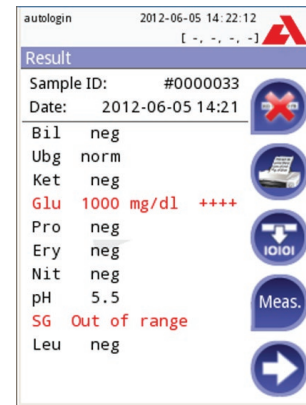 autologin 2012-06-05 14:22:12
[ -, -, -, -]
Result
Sample ID: #0000033
Date: 2012-06-05 14:21
Bil neg
Ubg norm
Ket neg
Glu 1000 mg/dl ++++
Pro neg
Ery neg
Nit neg
pH 5.5
SG Out of range
Leu neg
IOIOI
Meas.